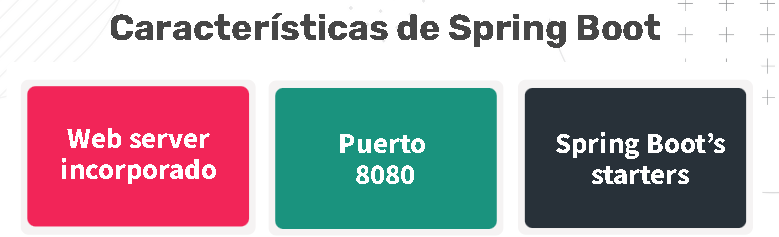 Características de Spring Boot
Web server
incorporado
Puerto
8080
Spring Boot’s
starters